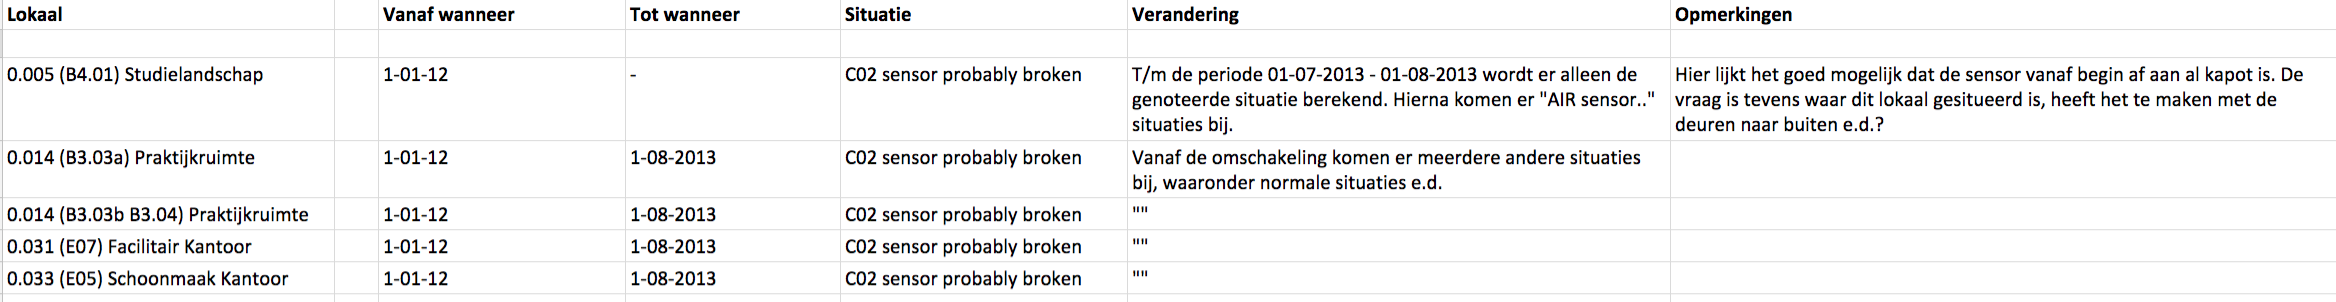 Lokaal Vanaf wanneer Tot wanneer Situatie Verandering Opmerkingen
0.005 (B4.01) Studielandschap 1-01-12 - C02 sensor probably broken T/m de periode 01-07-2013 - 01-08-2013 wordt er alleen de Hier lijkt het goed mogelijk dat de sensor vanaf begin af aan al kapot is. De
genoteerde situatie berekend. Hierna komen er "AIR sensor.." vraag is tevens waar dit lokaal gesitueerd is, heeft het te maken met de
situaties bij. deuren naar buiten e.d.?
0.014 (B3.03a) Praktijkruimte 1-01-12 1-08-2013 C02 sensor probably broken Vanaf de omschakeling komen er meerdere andere situaties
bij, waaronder normale situaties e.d.
0.014 (B3.03b B3.04) Praktijkruimte 1-01-12 1-08-2013 C02 sensor probably broken ""
0.031 (E07) Facilitair Kantoor 1-01-12 1-08-2013 C02 sensor probably broken ""
0.033 (E05) Schoonmaak Kantoor 1-01-12 1-08-2013 C02 sensor probably broken ""